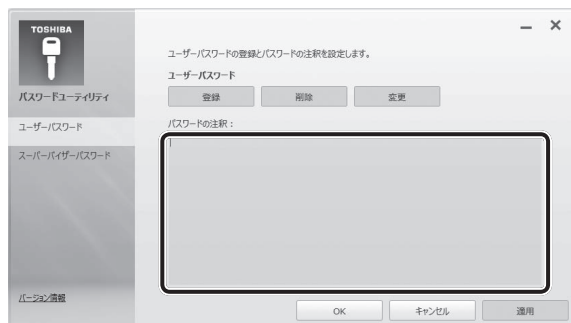 TOSHIBA
パスワードユーティリティ
ユーザーパスワード
スーパーバイザーパスワード
バージョン情報
ユーザーパスワードの登録とパスワードの注釈を設定します。
ユーザーパスワード
登録 削除 変更
パスワードの注釈：
OK キャンセル 適用